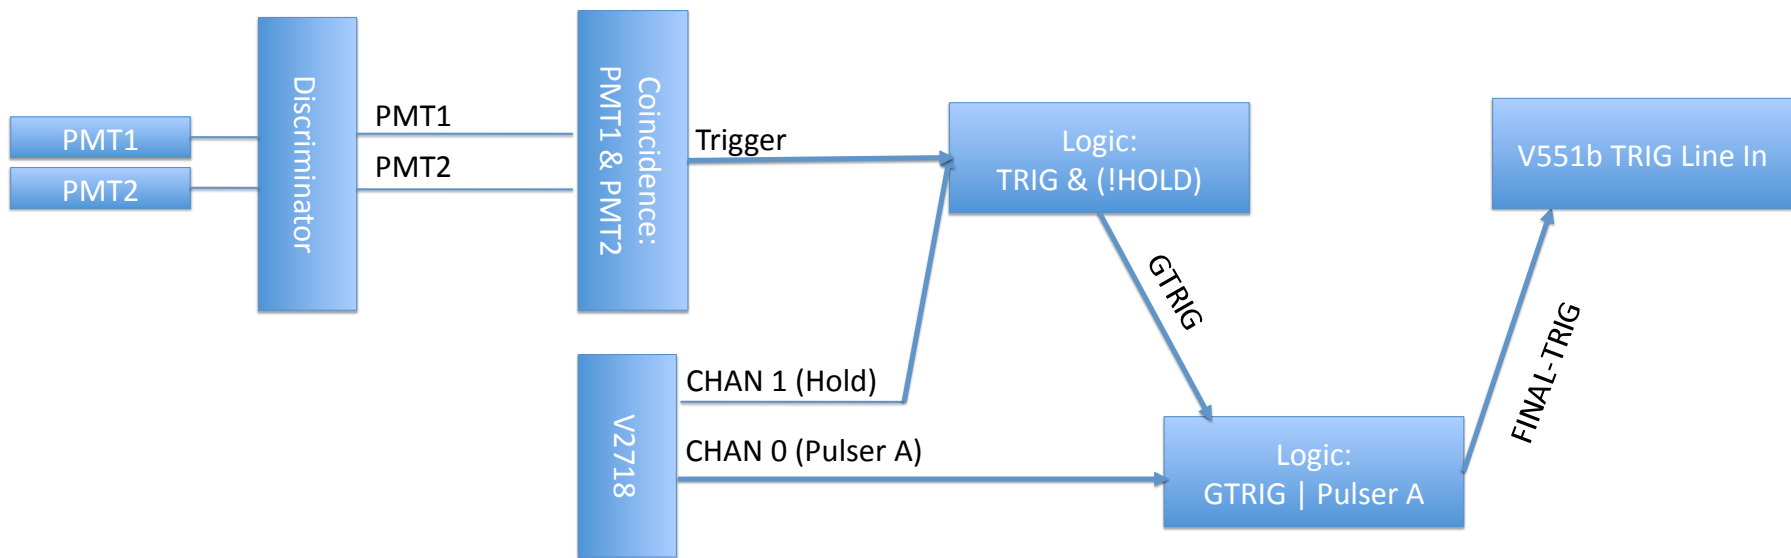 PMT1
PMT2
Discriminator
PMT1
PMT2
Coincidence:
PMT1 & PMT2
Trigger
Logic:
TRIG & (!HOLD)
V551b TRIG Line In
GTRIG
FINAL-TRIG
V2718
CHAN 1 (Hold)
CHAN 0 (Pulser A)
Logic:
GTRIG | Pulser A